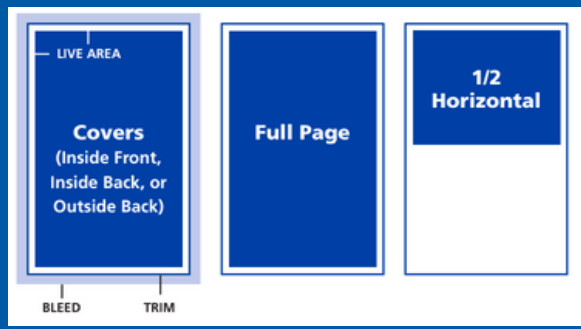 LIVE AREA
Covers
(Inside Front,
Inside Back, or
Outside Back)
BLEED
TRIM
Full Page
1/2
Horizontal